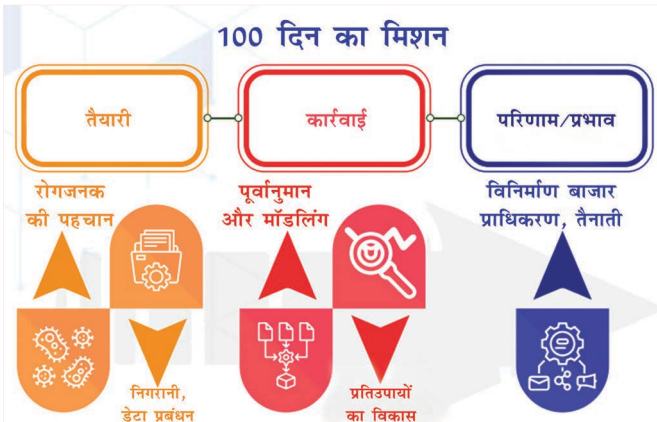 100 दिन का मिशन
तैयारी
कार्रवाई
परिणाम/प्रभाव
रोगजनक
की पहचान
पूर्वानुमान
और मॉडलिंग
विनिर्माण बाजार
प्राधिकरण, तैनाती
निगरानी,
डेटा प्रबंधन
प्रतिउपायों
का विकास